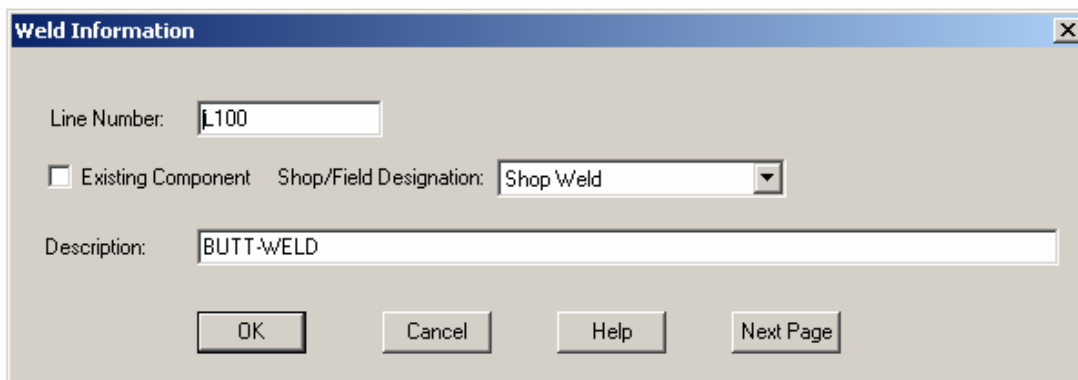 Weld Information
Line Number: L100
Existing Component Shop/Field Designation: Shop Weld
Description: BUTT-WELD
OK Cancel Help Next Page